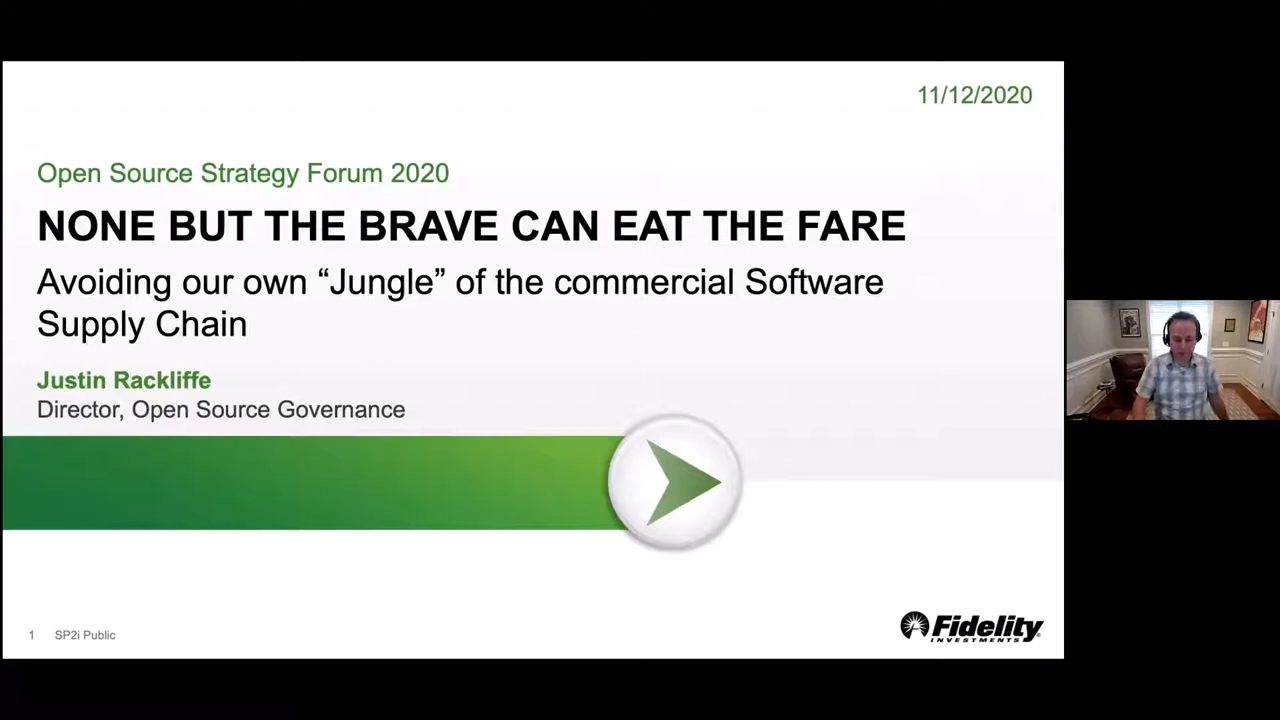 11/12/2020
Open Source Strategy Forum 2020
NONE BUT THE BRAVE CAN EAT THE FARE
Avoiding our own “Jungle” of the commercial Software
Supply Chain
Justin Rackliffe
Director, Open Source Governance
1 SP2i Public
Fidelity
INVESTMENTS